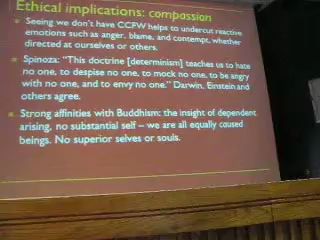 Ethical implications: compassion
Seeing we don't have CCFW helps to undercut reactive
emotions such as anger, blame, and contempt, whether
directed at ourselves or others.
Spinoza: "This doctrine [determinism] teaches us to hate
no one, to despise no one, to mock no one, to be angry
with no one, and to envy no one." Darwin, Einstein and
others agree.
Strong affinities with Buddhism: the insight of dependent
arising, no substantial self – we are all equally caused
beings. No superior selves or souls.